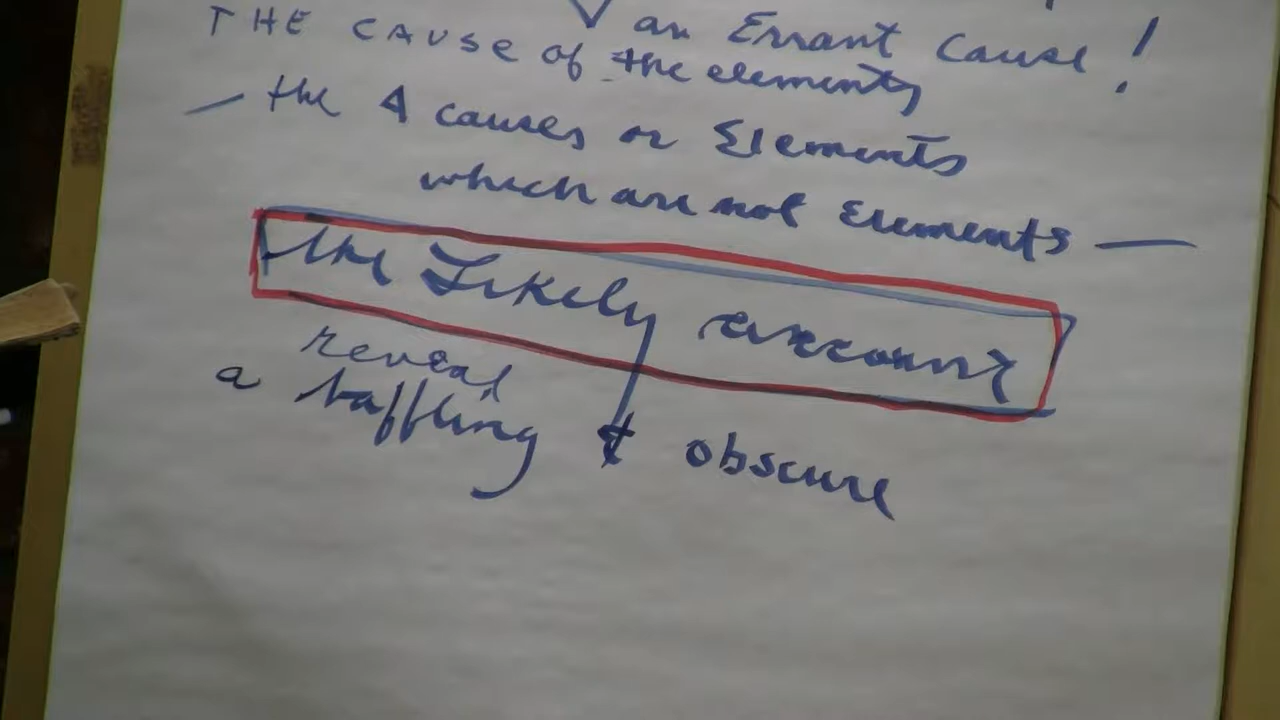 an Errant Cause!
THE CAUSE of the elements
— the 4 causes or Elements
which are not Elements —
the Likely account
reveal
a baffling & obscure